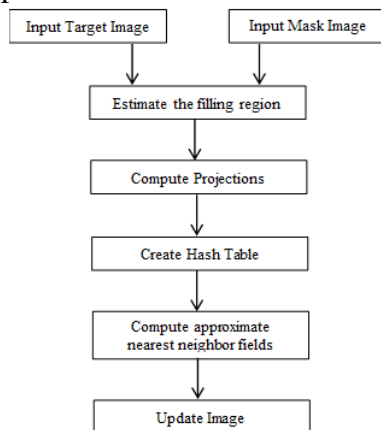 Input Target Image
Input Mask Image
Estimate the filling region
Compute Projections
Create Hash Table
Compute approximate
nearest neighbor fields
Update Image